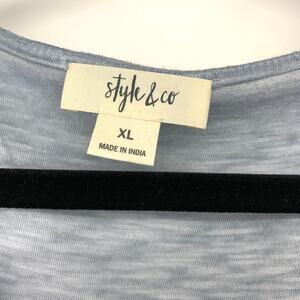 style & co
XL
MADE IN INDIA